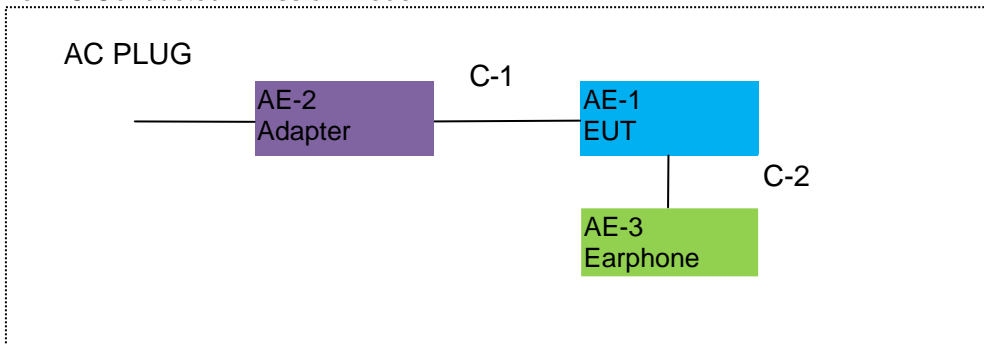 AC PLUG
C-1
AE-2
Adapter
AE-1
EUT
C-2
AE-3
Earphone